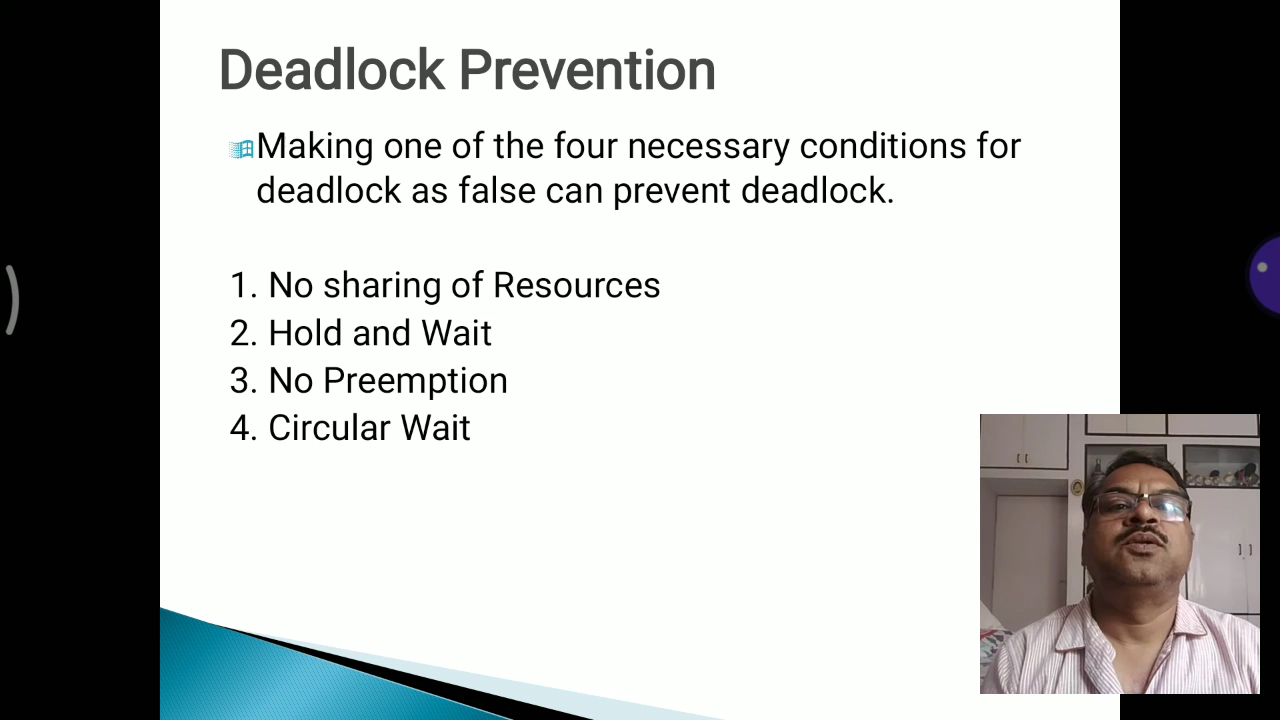 Deadlock Prevention
Making one of the four necessary conditions for
deadlock as false can prevent deadlock.
1. No sharing of Resources
2. Hold and Wait
3. No Preemption
4. Circular Wait